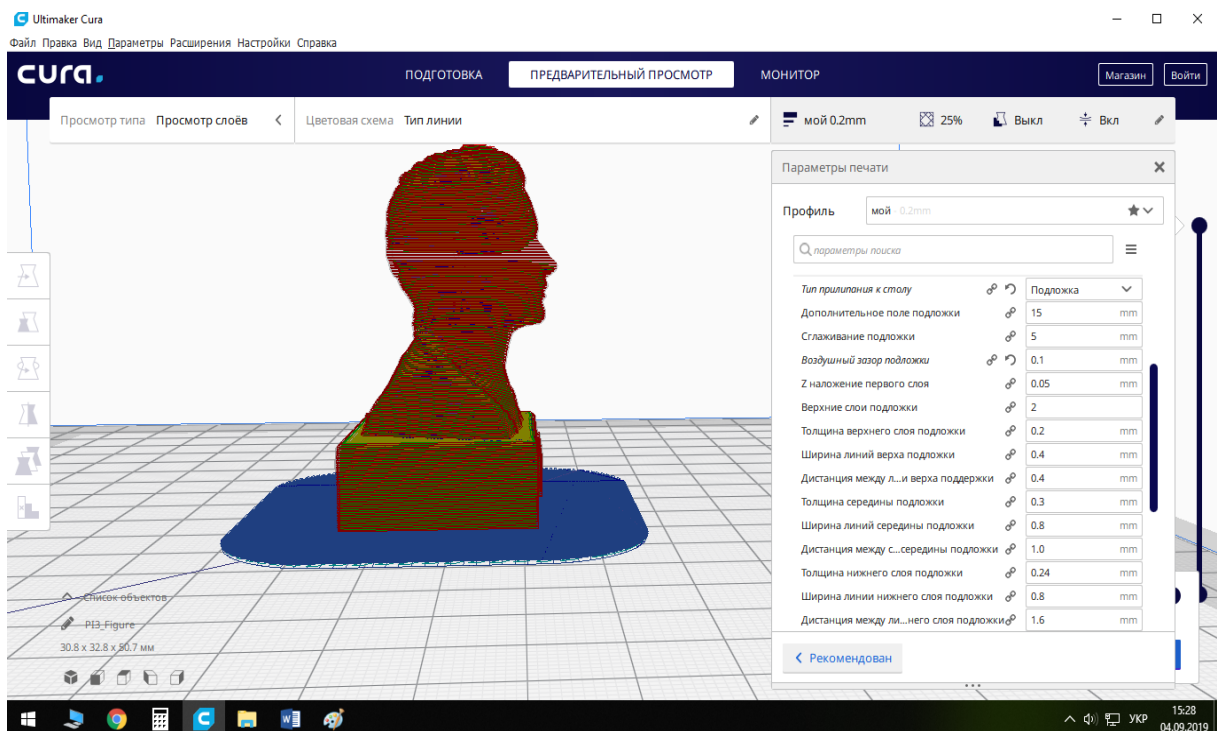 Ultimaker Cura
Файл Правка Вид Параметры Расширения Настройки Справка
cura.
ПОДГОТОВКА ПРЕДВАРИТЕЛЬНЫЙ ПРОСМОТР МОНИТОР
Магазин Войти
Просмотр типа Просмотр слоёв Цветовая схема Тип линии
мой 0.2mm 25% Выкл Вкл
Параметры печати
Профиль мой 0.2mm
параметры поиска
Тип прилипания к столу Подложка
Дополнительное поле подложки 15 mm
Сглаживание подложки 5 mm
Воздушный зазор подложки 0.1 mm
Z наложение первого слоя 0.05 mm
Верхние слои подложки 2
Толщина верхнего слоя подложки 0.2 mm
Ширина линий верха подложки 0.4 mm
Дистанция между л...и верха поддержки 0.4 mm
Толщина середины подложки 0.3 mm
Ширина линий середины подложки 0.8 mm
Дистанция между с...середины подложки 1.0 mm
Толщина нижнего слоя подложки 0.24 mm
Ширина линии нижнего слоя подложки 0.8 mm
Дистанция между ли...него слоя подложки 1.6 mm
Рекомендован
Список объектов
PI3_Figure
30.8 x 32.8 x 50.7 мм
УКР
15:28
04.09.2019